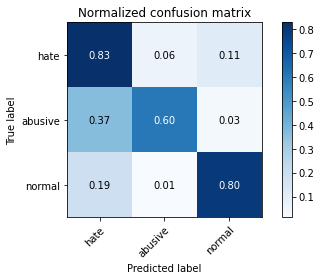 Normalized confusion matrix
True label
hate
abusive
normal
0.83 0.06 0.11
0.37 0.60 0.03
0.19 0.01 0.80
hate
abusive
normal
Predicted label
0.8
0.7
0.6
0.5
0.4
0.3
0.2
0.1